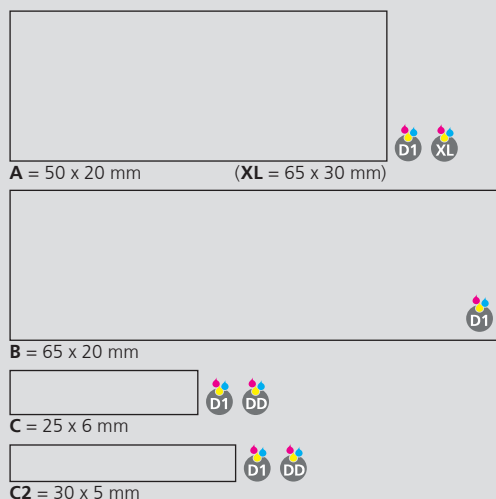 D1 XL
A = 50 x 20 mm (XL = 65 x 30 mm)
D1
B = 65 x 20 mm
D1 DD
C = 25 x 6 mm
D1 DD
C2 = 30 x 5 mm